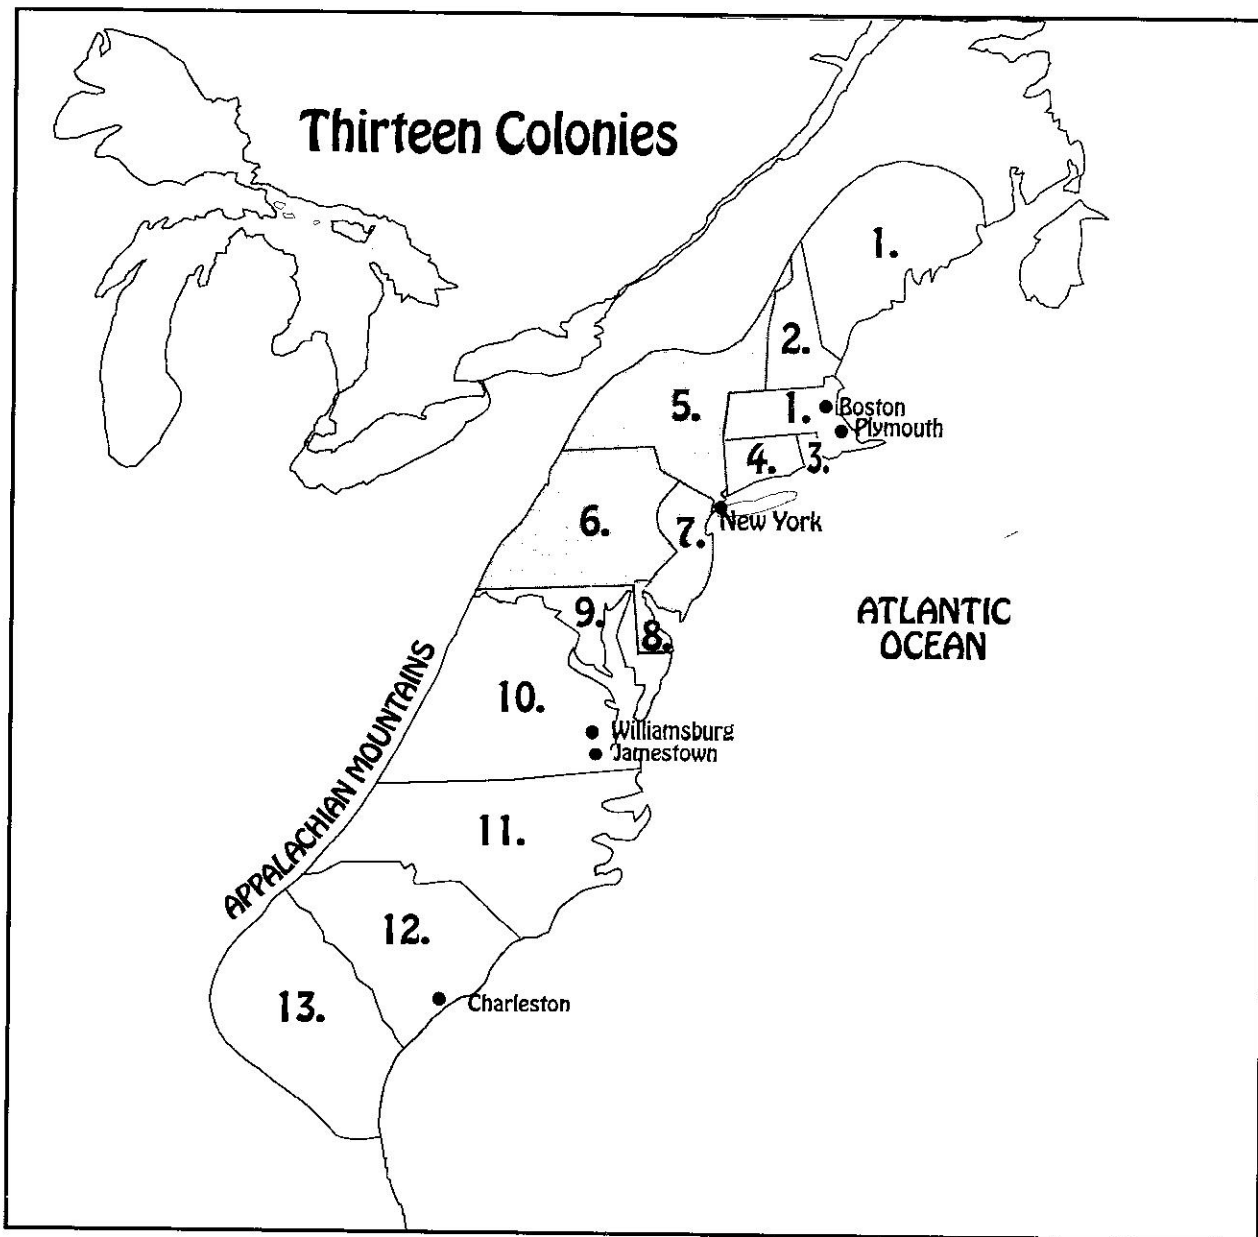 Thirteen Colonies
1.
2.
5.
1.
Boston
Plymouth
4.
3.
6.
7.
New York
9.
8.
ATLANTIC
OCEAN
APPALACHIAN MOUNTAINS
10.
Williamsburg
Jamestown
11.
12.
13.
Charleston